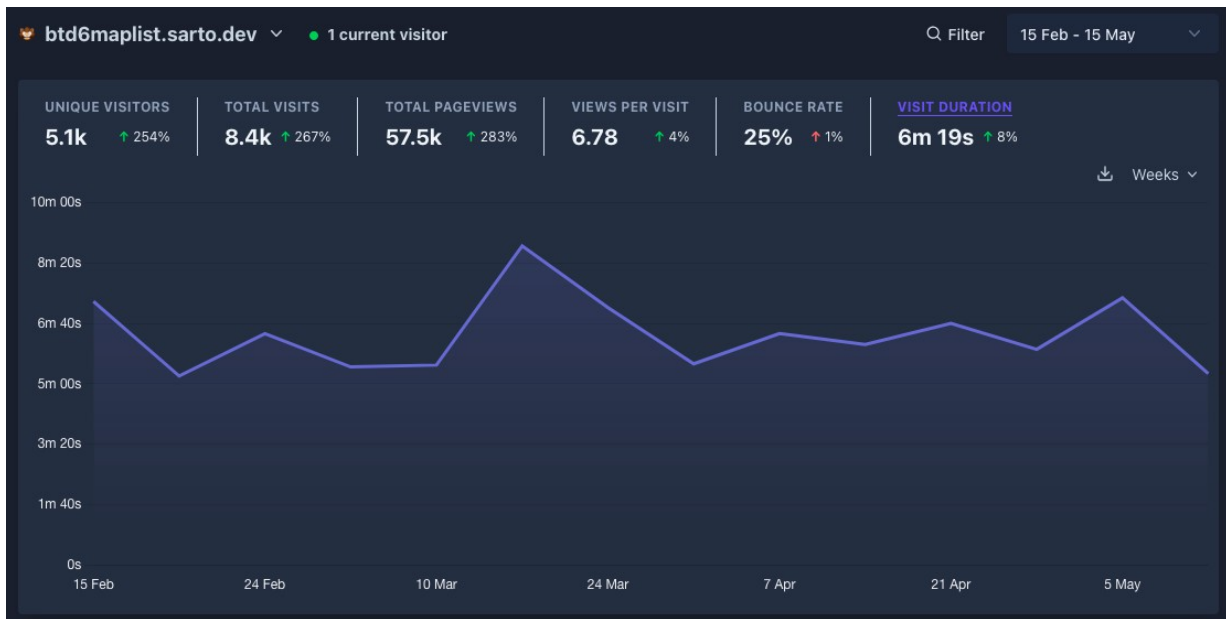 btd6maplist.sarto.dev 1 current visitor Filter 15 Feb - 15 May
UNIQUE VISITORS TOTAL VISITS TOTAL PAGEVIEWS VIEWS PER VISIT BOUNCE RATE VISIT DURATION
5.1k ↑ 254% 8.4k ↑ 267% 57.5k ↑ 283% 6.78 ↑ 4% 25% ↑ 1% 6m 19s ↑ 8%
Weeks
10m 00s
8m 20s
6m 40s
5m 00s
3m 20s
1m 40s
0s
15 Feb 24 Feb 10 Mar 24 Mar 7 Apr 21 Apr 5 May